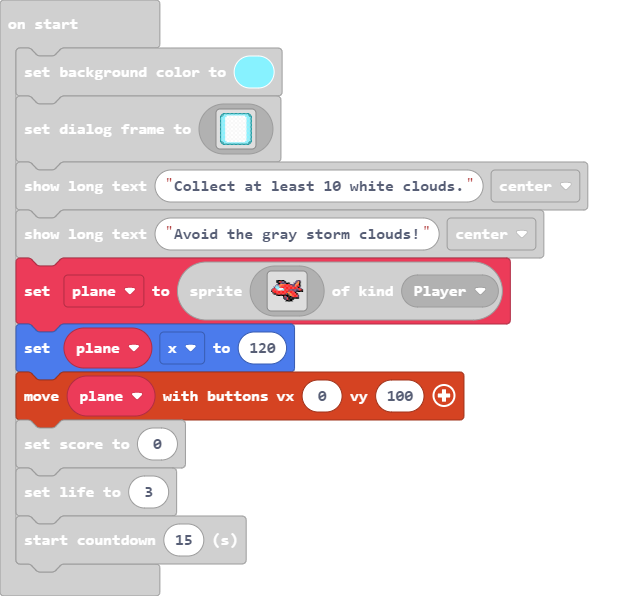 on start
set background color to
set dialog frame to
show long text "Collect at least 10 white clouds." center
show long text "Avoid the gray storm clouds!" center
set plane to sprite of kind Player
set plane x to 120
move plane with buttons vx 0 vy 100
set score to 0
set life to 3
start countdown 15 (s)